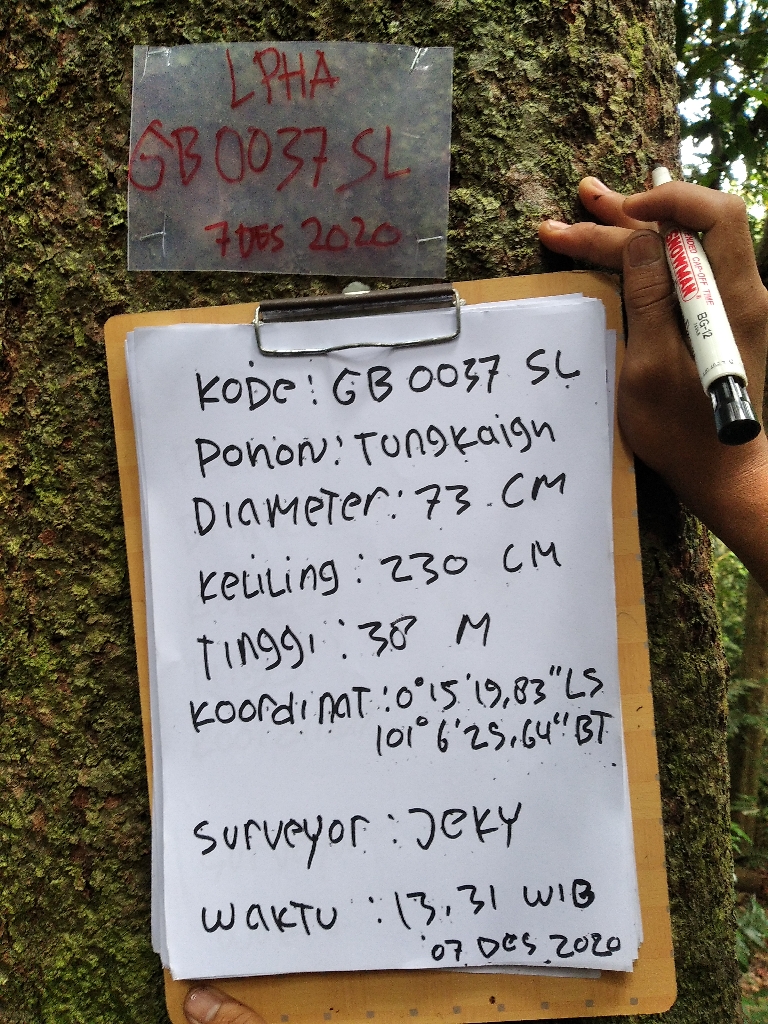 LPHA
GB 0037 SL
7 DES 2020
KODe: GB 0037 SL
POHON: TUNGKAIGN
DIAMETER: 73 CM
KELILING: 230 CM
TINGGI: 38 M
KOORDINAT: 0°15'19,83" LS
101°6'25,64" BT
SURVEYOR: JEKY
WAKTU: 13,31 WIB
07 DES 2020
SNOWMAN
BG-12